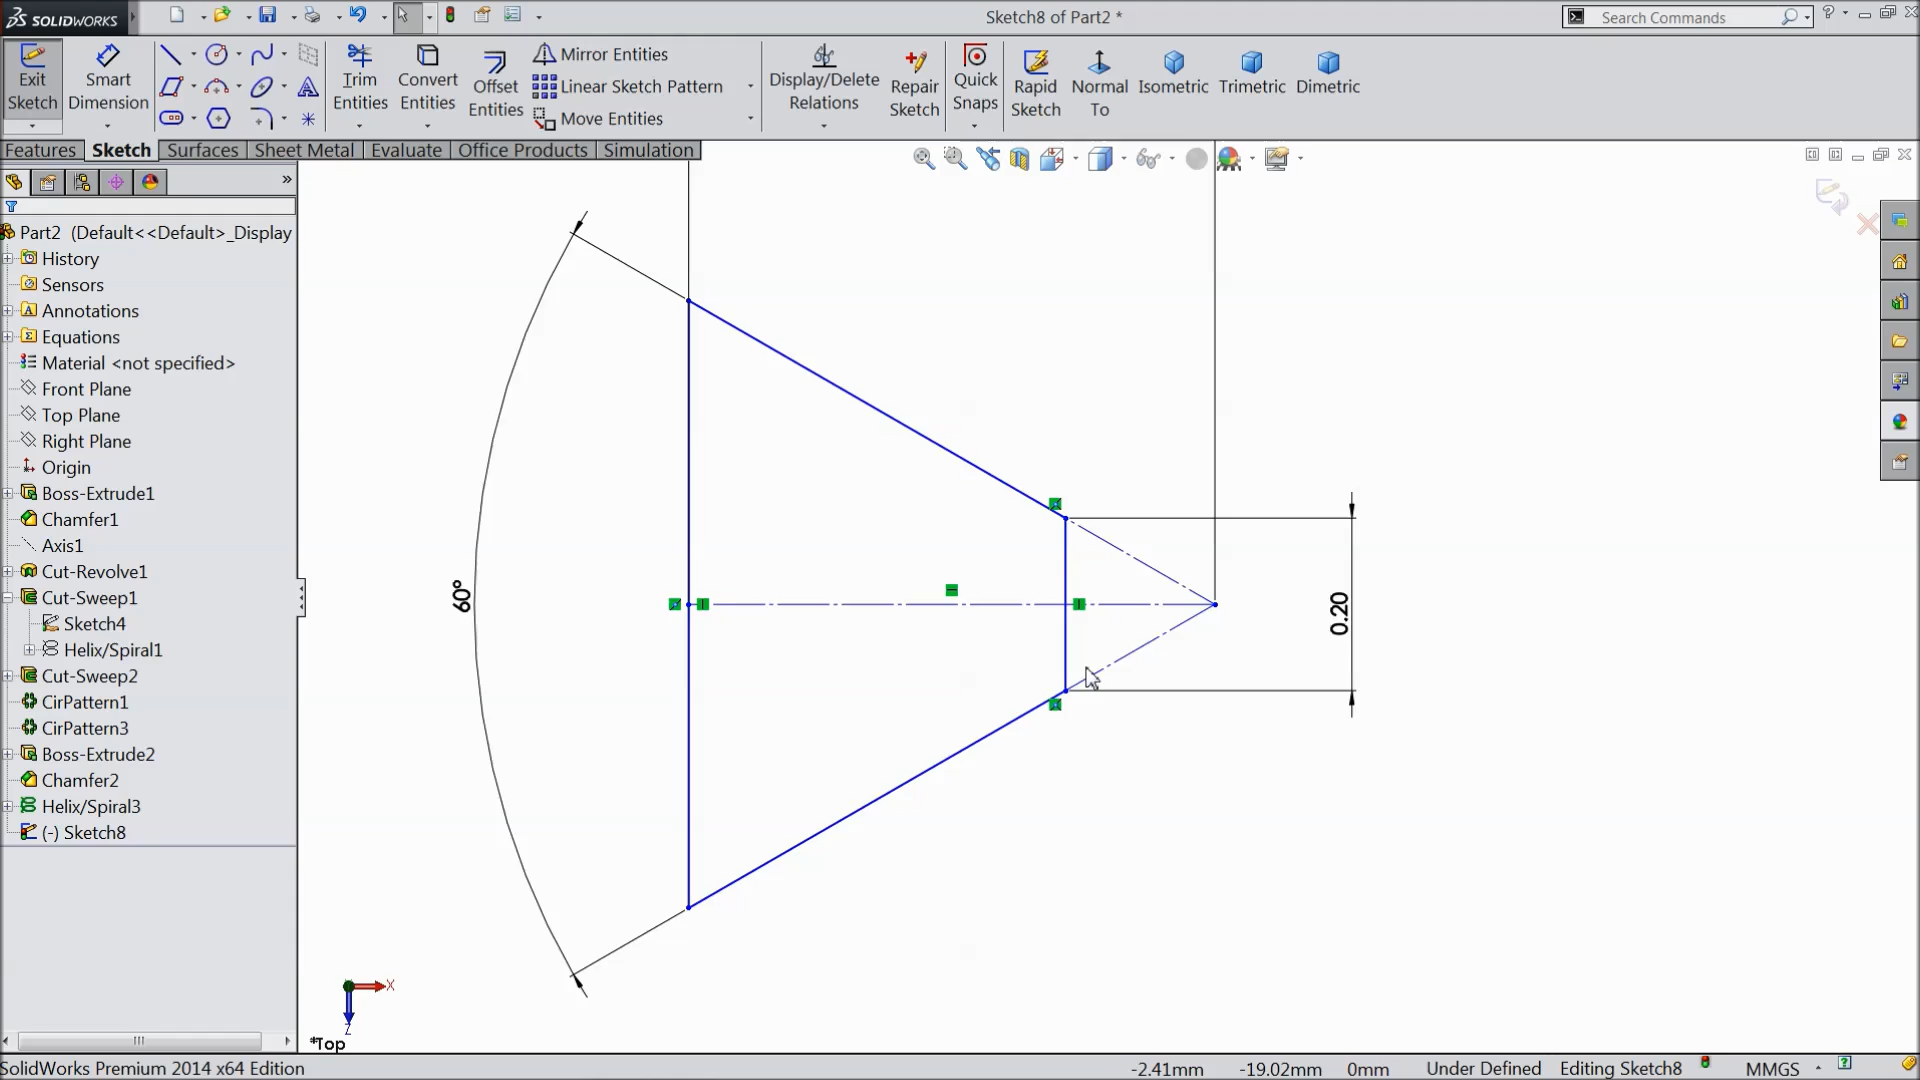 SOLIDWORKS
Sketch8 of Part2 *
Search Commands
Exit
Sketch
Smart
Dimension
Trim
Entities
Convert
Entities
Offset
Entities
Mirror Entities
Linear Sketch Pattern
Move Entities
Display/Delete
Relations
Repair
Sketch
Quick
Snaps
Rapid
Sketch
Normal
To
Isometric
Trimetric
Dimetric
Features
Sketch
Surfaces
Sheet Metal
Evaluate
Office Products
Simulation
Part2 (Default<<Default>_Display
History
Sensors
Annotations
Equations
Material <not specified>
Front Plane
Top Plane
Right Plane
Origin
Boss-Extrude1
Chamfer1
Axis1
Cut-Revolve1
Cut-Sweep1
Sketch4
Helix/Spiral1
Cut-Sweep2
CirPattern1
CirPattern3
Boss-Extrude2
Chamfer2
Helix/Spiral3
(-) Sketch8
60°
0.20
X
Z
*Top
SolidWorks Premium 2014 x64 Edition
-2.41mm
-19.02mm
0mm
Under Defined
Editing Sketch8
MMGS